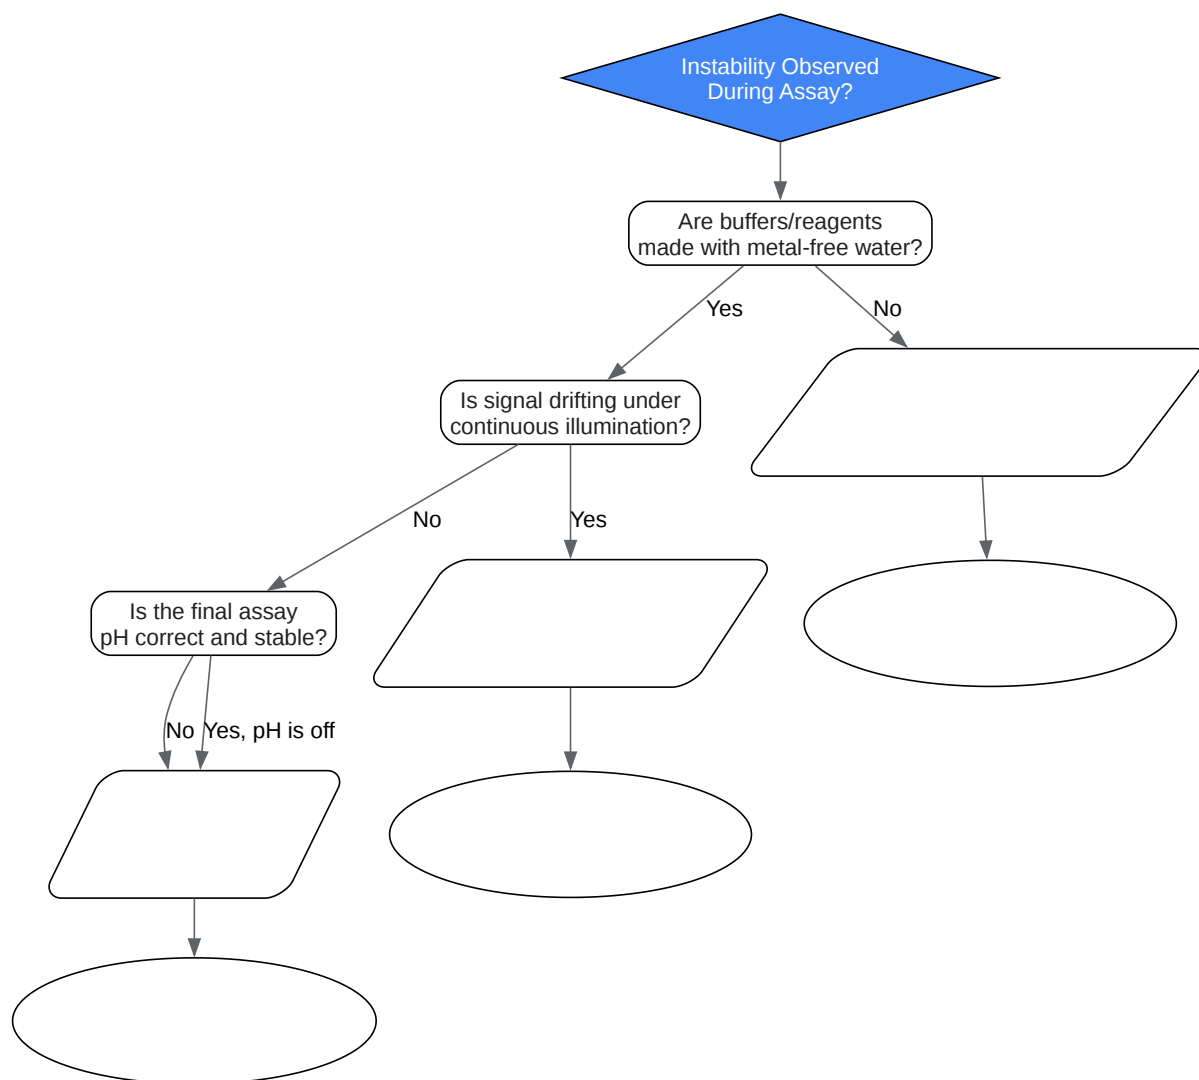 Instability Observed
During Assay?
Are buffers/reagents
made with metal-free water?
Yes
No
Is signal drifting under
continuous illumination?
No
Yes
Is the final assay
pH correct and stable?
No
Yes, pH is off